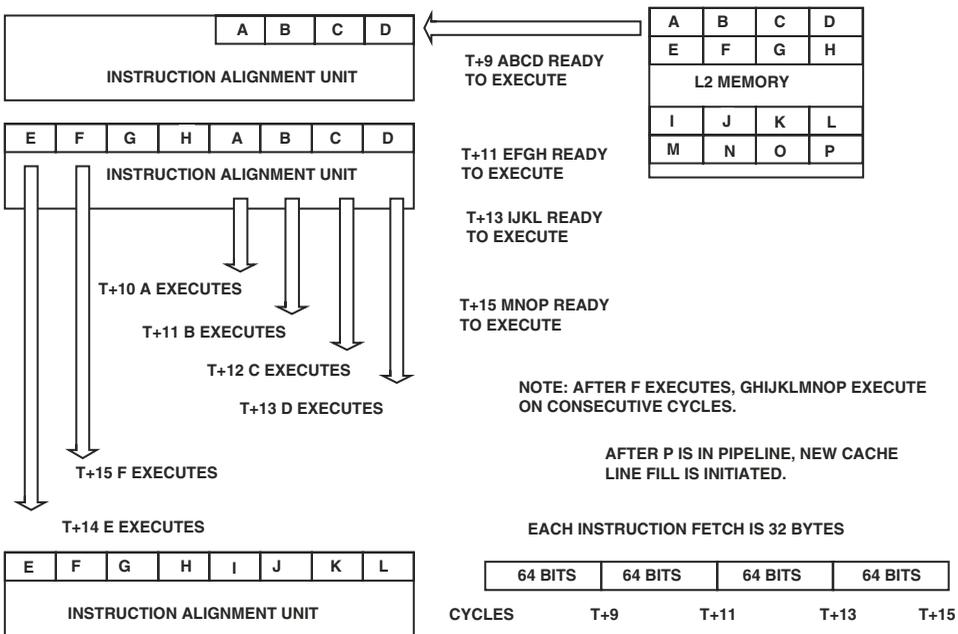 A B C D
INSTRUCTION ALIGNMENT UNIT
T+9 ABCD READY
TO EXECUTE
A B C D
E F G H
L2 MEMORY
I J K L
M N O P
E F G H A B C D
INSTRUCTION ALIGNMENT UNIT
T+11 EFGH READY
TO EXECUTE
T+13 IJKL READY
TO EXECUTE
T+15 MNOP READY
TO EXECUTE
T+10 A EXECUTES
T+11 B EXECUTES
T+12 C EXECUTES
T+13 D EXECUTES
T+15 F EXECUTES
T+14 E EXECUTES
NOTE: AFTER F EXECUTES, GHIJKLMNOP EXECUTE
ON CONSECUTIVE CYCLES.
AFTER P IS IN PIPELINE, NEW CACHE
LINE FILL IS INITIATED.
EACH INSTRUCTION FETCH IS 32 BYTES
E F G H I J K L
INSTRUCTION ALIGNMENT UNIT
64 BITS 64 BITS 64 BITS 64 BITS
CYCLES T+9 T+11 T+13 T+15